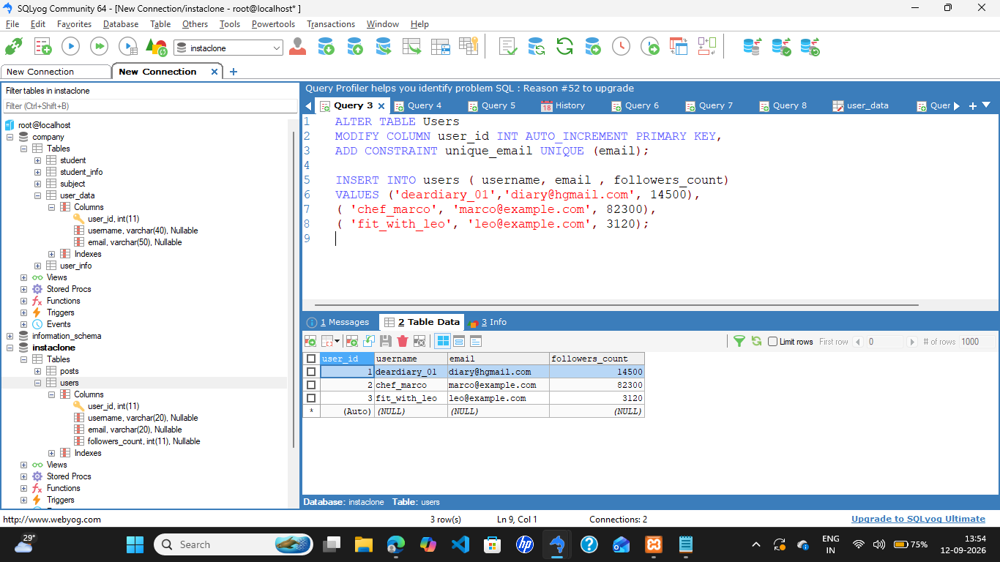 SQLyog Community 64 - [New Connection/instaclone - root@localhost* ]
File Edit Favorites Database Table Others Tools Powertools Transactions Window Help
instaclone
New Connection
New Connection
Filter tables in instaclone
Filter (Ctrl+Shift+B)
root@localhost
company
Tables
student
student_info
subject
user_data
Columns
user_id, int(11)
username, varchar(40), Nullable
email, varchar(50), Nullable
Indexes
user_info
Views
Stored Procs
Functions
Triggers
Events
information_schema
instaclone
Tables
posts
users
Columns
user_id, int(11)
username, varchar(20), Nullable
email, varchar(20), Nullable
followers_count, int(11), Nullable
Indexes
Views
Stored Procs
Functions
Triggers
Query Profiler helps you identify problem SQL : Reason #52 to upgrade
Query 3 Query 4 Query 5 18 History Query 6 Query 7 Query 8 user_data Quer
1 ALTER TABLE Users
2 MODIFY COLUMN user_id INT AUTO_INCREMENT PRIMARY KEY,
3 ADD CONSTRAINT unique_email UNIQUE (email);
4
5 INSERT INTO users ( username, email , followers_count)
6 VALUES ('deardiary_01','diary@hgmail.com', 14500),
7 ( 'chef_marco', 'marco@example.com', 82300),
8 ( 'fit_with_leo', 'leo@example.com', 3120);
9
1 Messages 2 Table Data 3 Info
Limit rows First row 0 # of rows 1000
user_id username email followers_count
1 deardiary_01 diary@hgmail.com 14500
2 chef_marco marco@example.com 82300
3 fit_with_leo leo@example.com 3120
* (Auto) (NULL) (NULL) (NULL)
Database: instaclone Table: users
http://www.webyog.com 3 row(s) Ln 9, Col 1 Connections: 2 Upgrade to SQLyog Ultimate
29° Search hp ENG IN 75% 13:54
12-09-2026